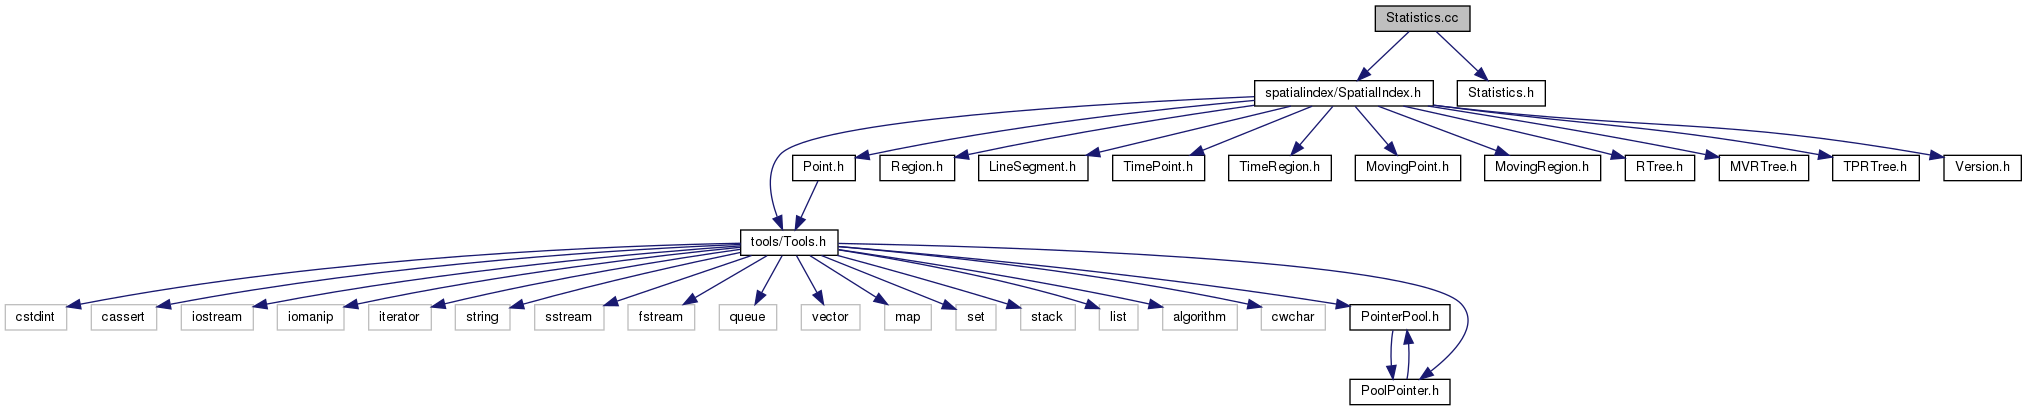 Statistics.cc
spatialindex/SpatialIndex.h
Statistics.h
Point.h
Region.h
LineSegment.h
TimePoint.h
TimeRegion.h
MovingPoint.h
MovingRegion.h
RTree.h
MVRTree.h
TPRTree.h
Version.h
tools/Tools.h
cstdint
cassert
iostream
iomanip
iterator
string
sstream
fstream
queue
vector
map
set
stack
list
algorithm
cwchar
PointerPool.h
PoolPointer.h